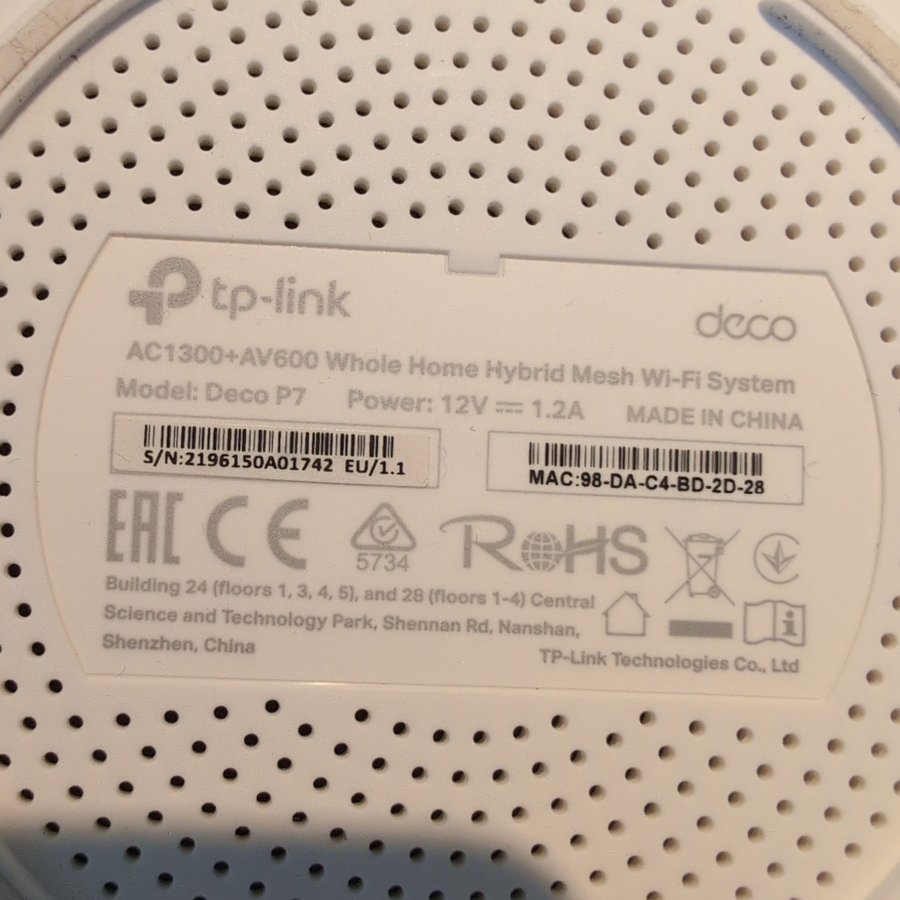 tp-link
deco
AC1300+AV600 Whole Home Hybrid Mesh Wi-Fi System
Model: Deco P7 Power: 12V ⎓ 1.2A MADE IN CHINA
S/N:2196150A01742 EU/1.1
MAC:98-DA-C4-BD-2D-28
EAC CE 5734 RoHS
Building 24 (floors 1, 3, 4, 5), and 28 (floors 1-4) Central
Science and Technology Park, Shennan Rd, Nanshan,
Shenzhen, China
TP-Link Technologies Co., Ltd